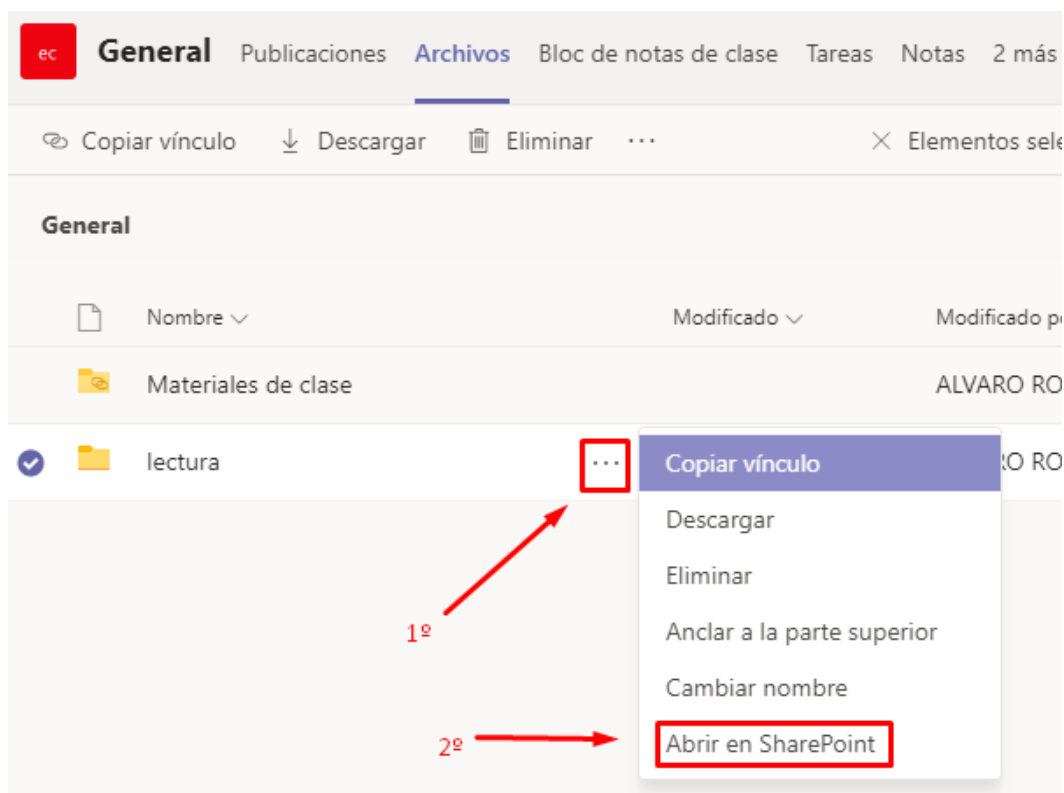 ec General Publicaciones Archivos Bloc de notas de clase Tareas Notas 2 más
Copiar vínculo Descargar Eliminar ··· Elementos sele
General
Nombre Modificado Modificado po
Materiales de clase ALVARO RO
lectura ··· Copiar vínculo RO RO
Descargar
Eliminar
1º Anclar a la parte superior
Cambiar nombre
2º Abrir en SharePoint